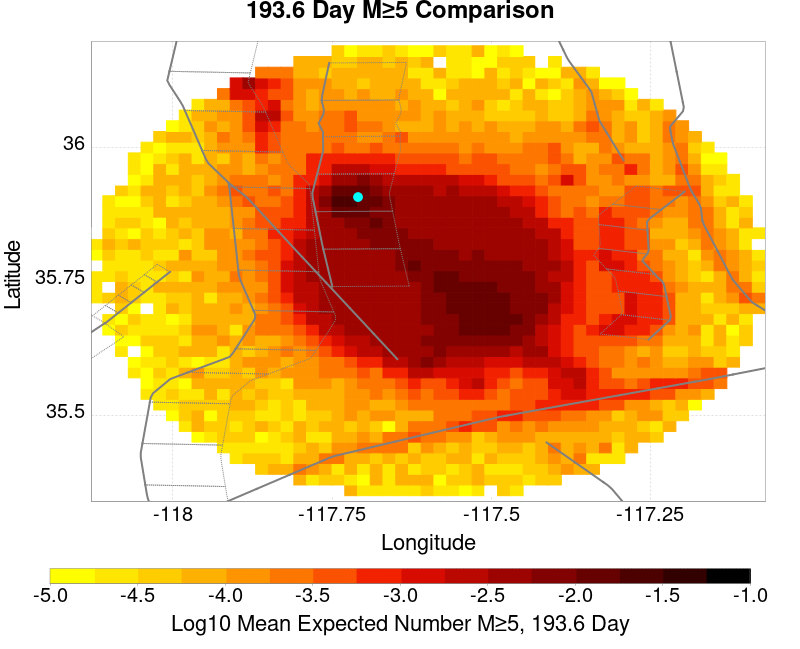 193.6 Day M≥5 Comparison
36
35.75
35.5
Latitude
-118 -117.75 -117.5 -117.25
Longitude
-5.0 -4.5 -4.0 -3.5 -3.0 -2.5 -2.0 -1.5 -1.0
Log10 Mean Expected Number M≥5, 193.6 Day